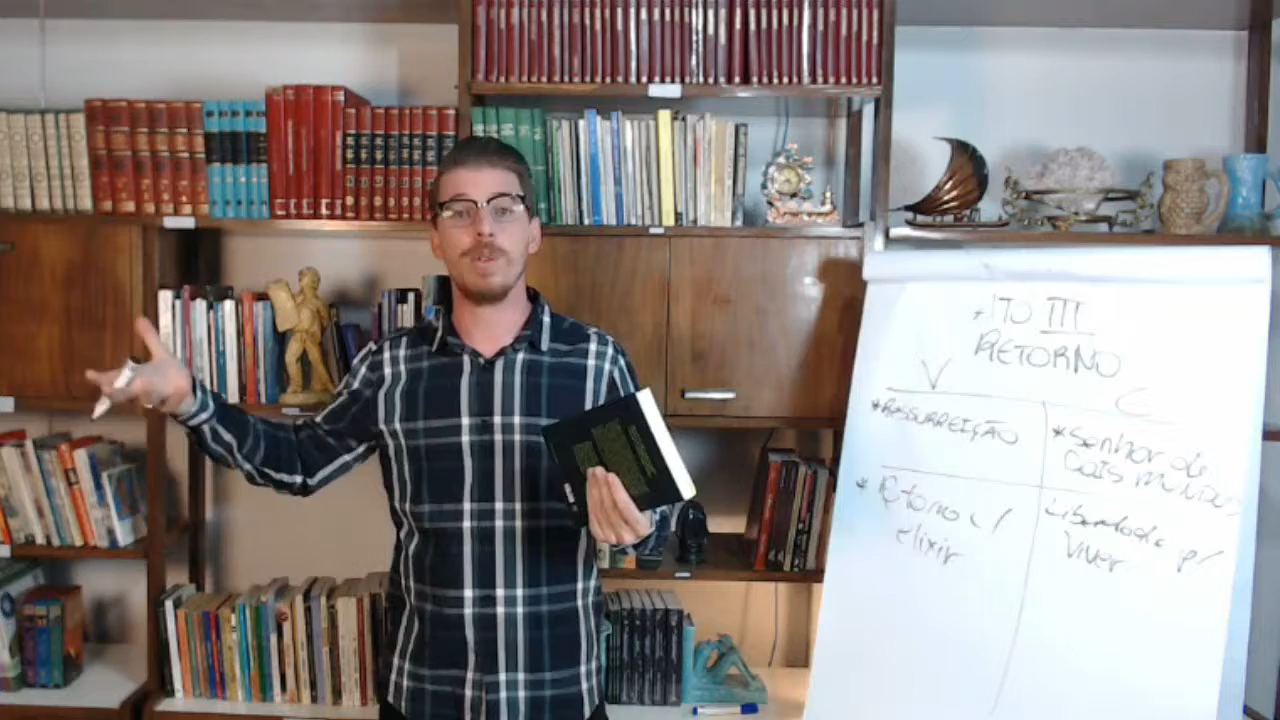 ATO III
RETORNO
V
C
*RESSURREIÇÃO
*Senhor de
Dois MUNDOS
* Retorno c/
elixir
Liberdade p/
Viver